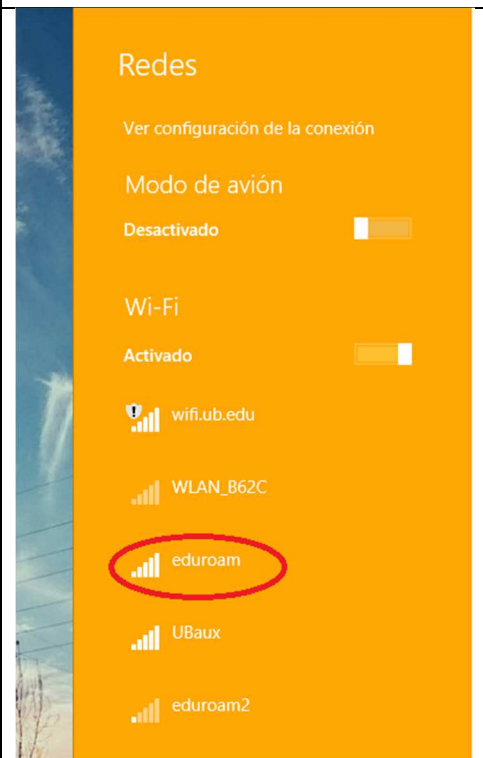 Redes
Ver configuración de la conexión
Modo de avión
Desactivado
Wi-Fi
Activado
wifi.ub.edu
WLAN_B62C
eduroam
UBaux
eduroam2